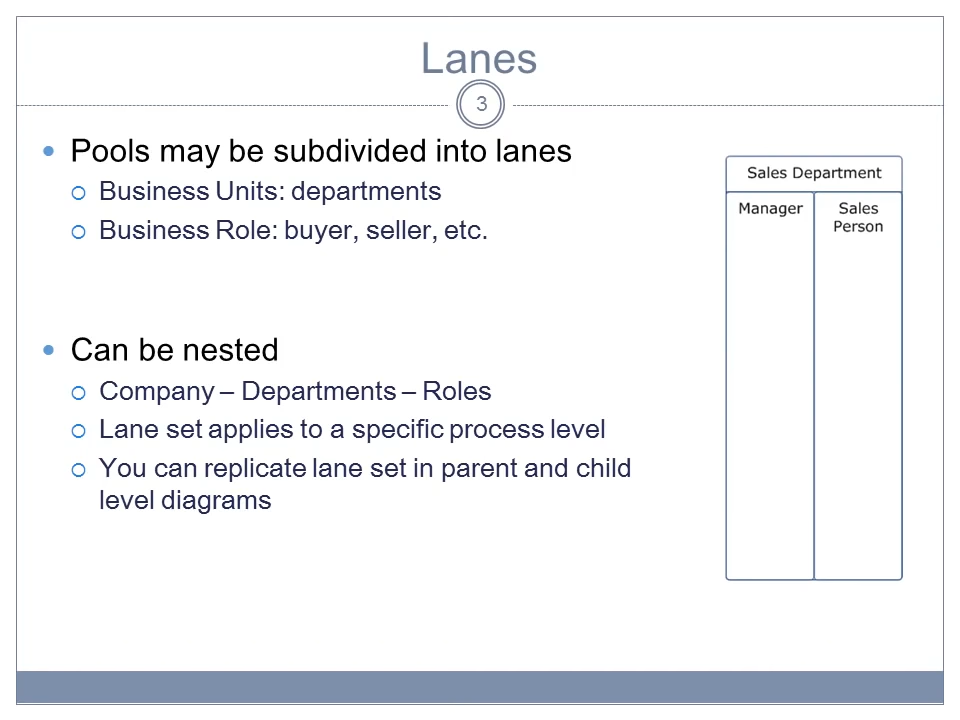 Lanes
3
Pools may be subdivided into lanes
Business Units: departments
Business Role: buyer, seller, etc.
Can be nested
Company – Departments – Roles
Lane set applies to a specific process level
You can replicate lane set in parent and child
level diagrams
Sales Department
Manager
Sales
Person